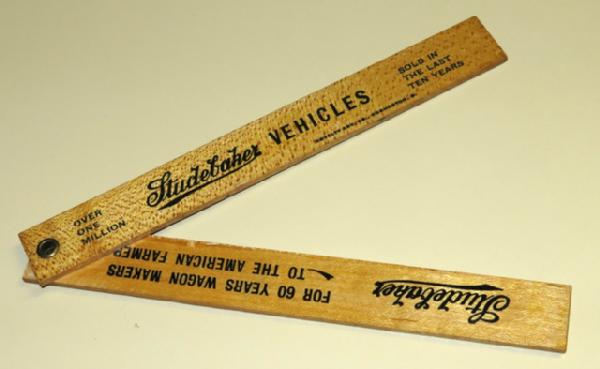 OVER
ONE
MILLION
Studebaker VEHICLES
SOLD IN
THE LAST
TEN YEARS
Studebaker
FOR 60 YEARS WAGON MAKERS
TO THE AMERICAN FARMER